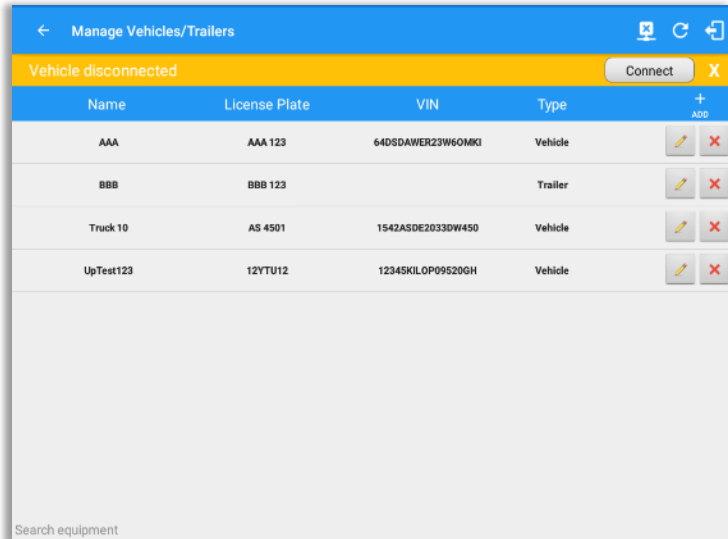 Manage Vehicles/Trailers
Vehicle disconnected Connect X
Name License Plate VIN Type + ADD
AAA AAA 123 64DSDAWER23W6OMKI Vehicle
BBB BBB 123 Trailer
Truck 10 AS 4501 1542ASDE2033DW450 Vehicle
UpTest123 12YTU12 12345KILOP09520GH Vehicle
Search equipment